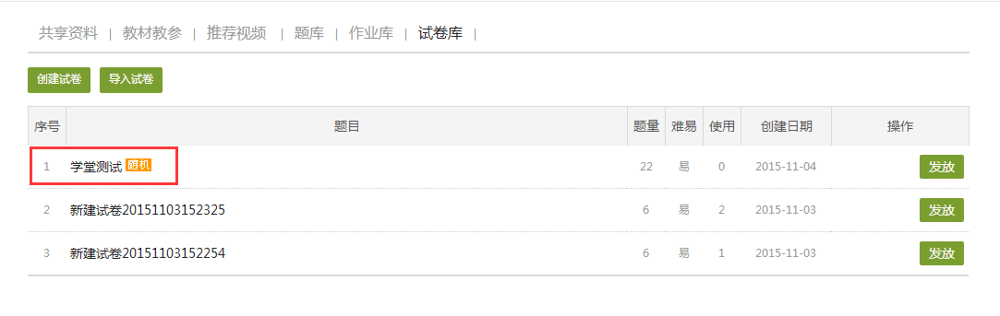 共享资料 | 教材教参 | 推荐视频 | 题库 | 作业库 | 试卷库 |
创建试卷 导入试卷
序号 题目 题量 难易 使用 创建日期 操作
1 学堂测试 随机 22 易 0 2015-11-04 发放
2 新建试卷20151103152325 6 易 2 2015-11-03 发放
3 新建试卷20151103152254 6 易 1 2015-11-03 发放